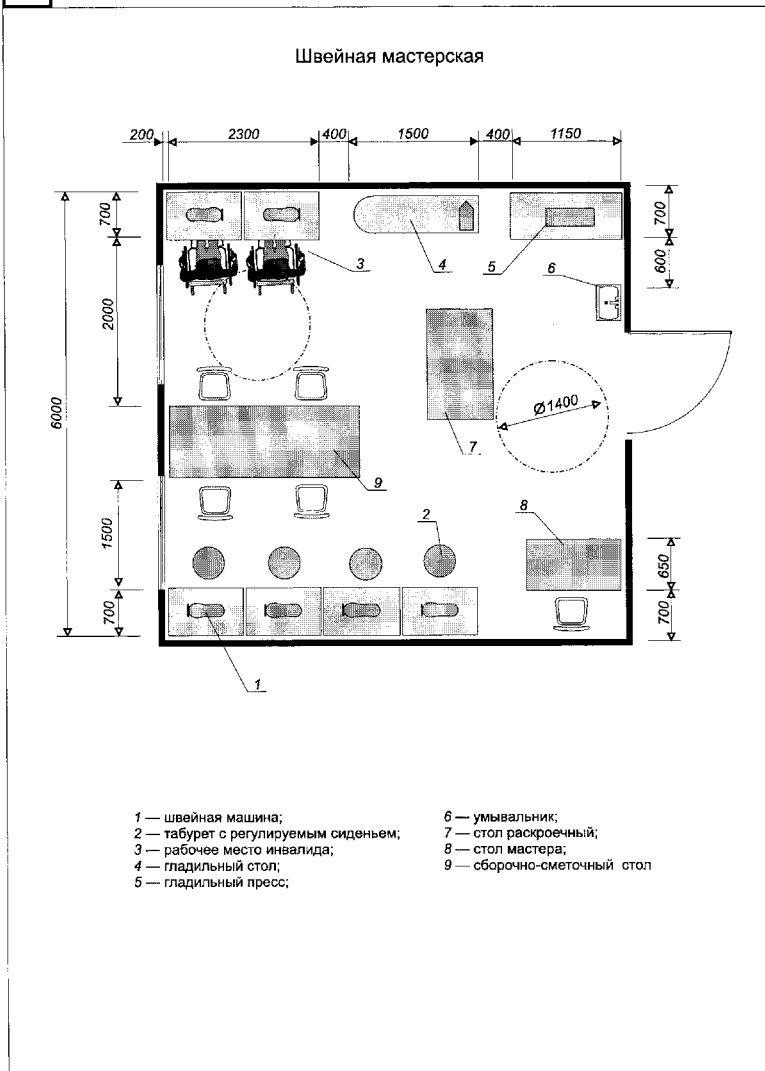 Швейная мастерская
200 2300 400 1500 400 1150
700 700
3 4 5 6
600
2000
6000
Ø1400
7
9
2 8
1500
650
700 700
1
1 — швейная машина;
2 — табурет с регулируемым сиденьем;
3 — рабочее место инвалида;
4 — гладильный стол;
5 — гладильный пресс;
6 — умывальник;
7 — стол раскроечный;
8 — стол мастера;
9 — сборочно-сметочный стол